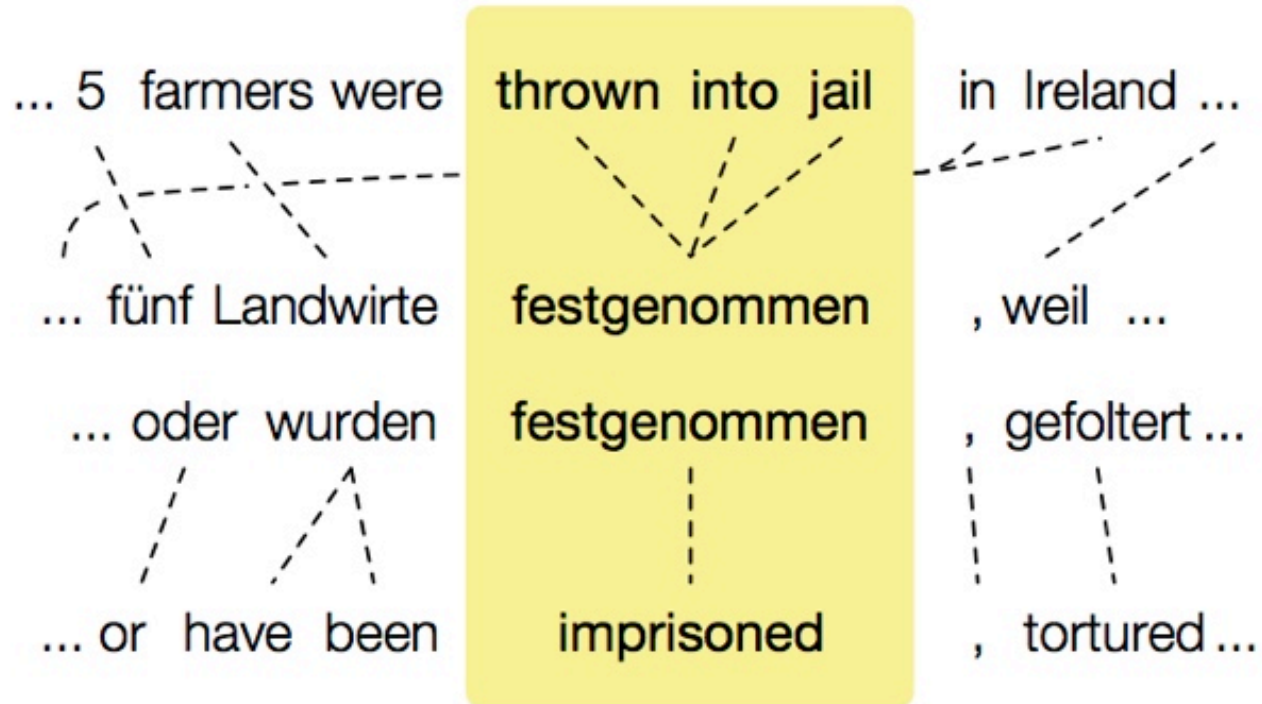 ... 5 farmers were thrown into jail in Ireland ...
... fünf Landwirte festgenommen , weil ...
... oder wurden festgenommen , gefoltert ...
... or have been imprisoned , tortured ...